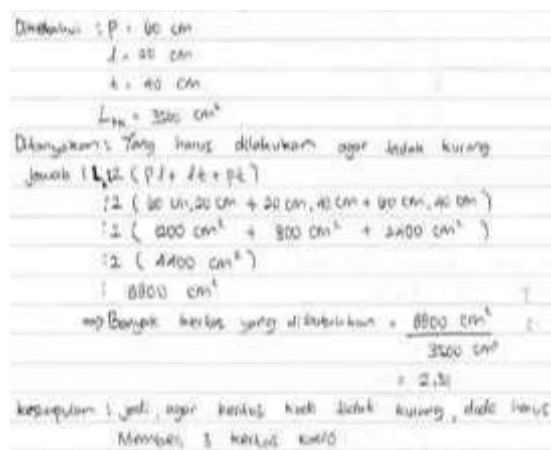 Diketahui : P = 60 cm
l = 20 cm
t = 40 cm
L = 3500 cm²
Ditanyakan : Yang harus dilakukan agar tidak kurang
Jawab : L = 2 (pl + lt + pt)
: 2 ( 60 cm . 20 cm + 20 cm . 40 cm + 60 cm . 40 cm )
: 2 ( 1200 cm² + 800 cm² + 2400 cm² )
: 2 ( 4400 cm² )
: 8800 cm²
=> Banyak kertas yang dibutuhkan = 8800 cm²
3500 cm²
= 2,51
kesimpulan : jadi, agar kertas kado tidak kurang, dude harus
Membeli 3 kertas kado